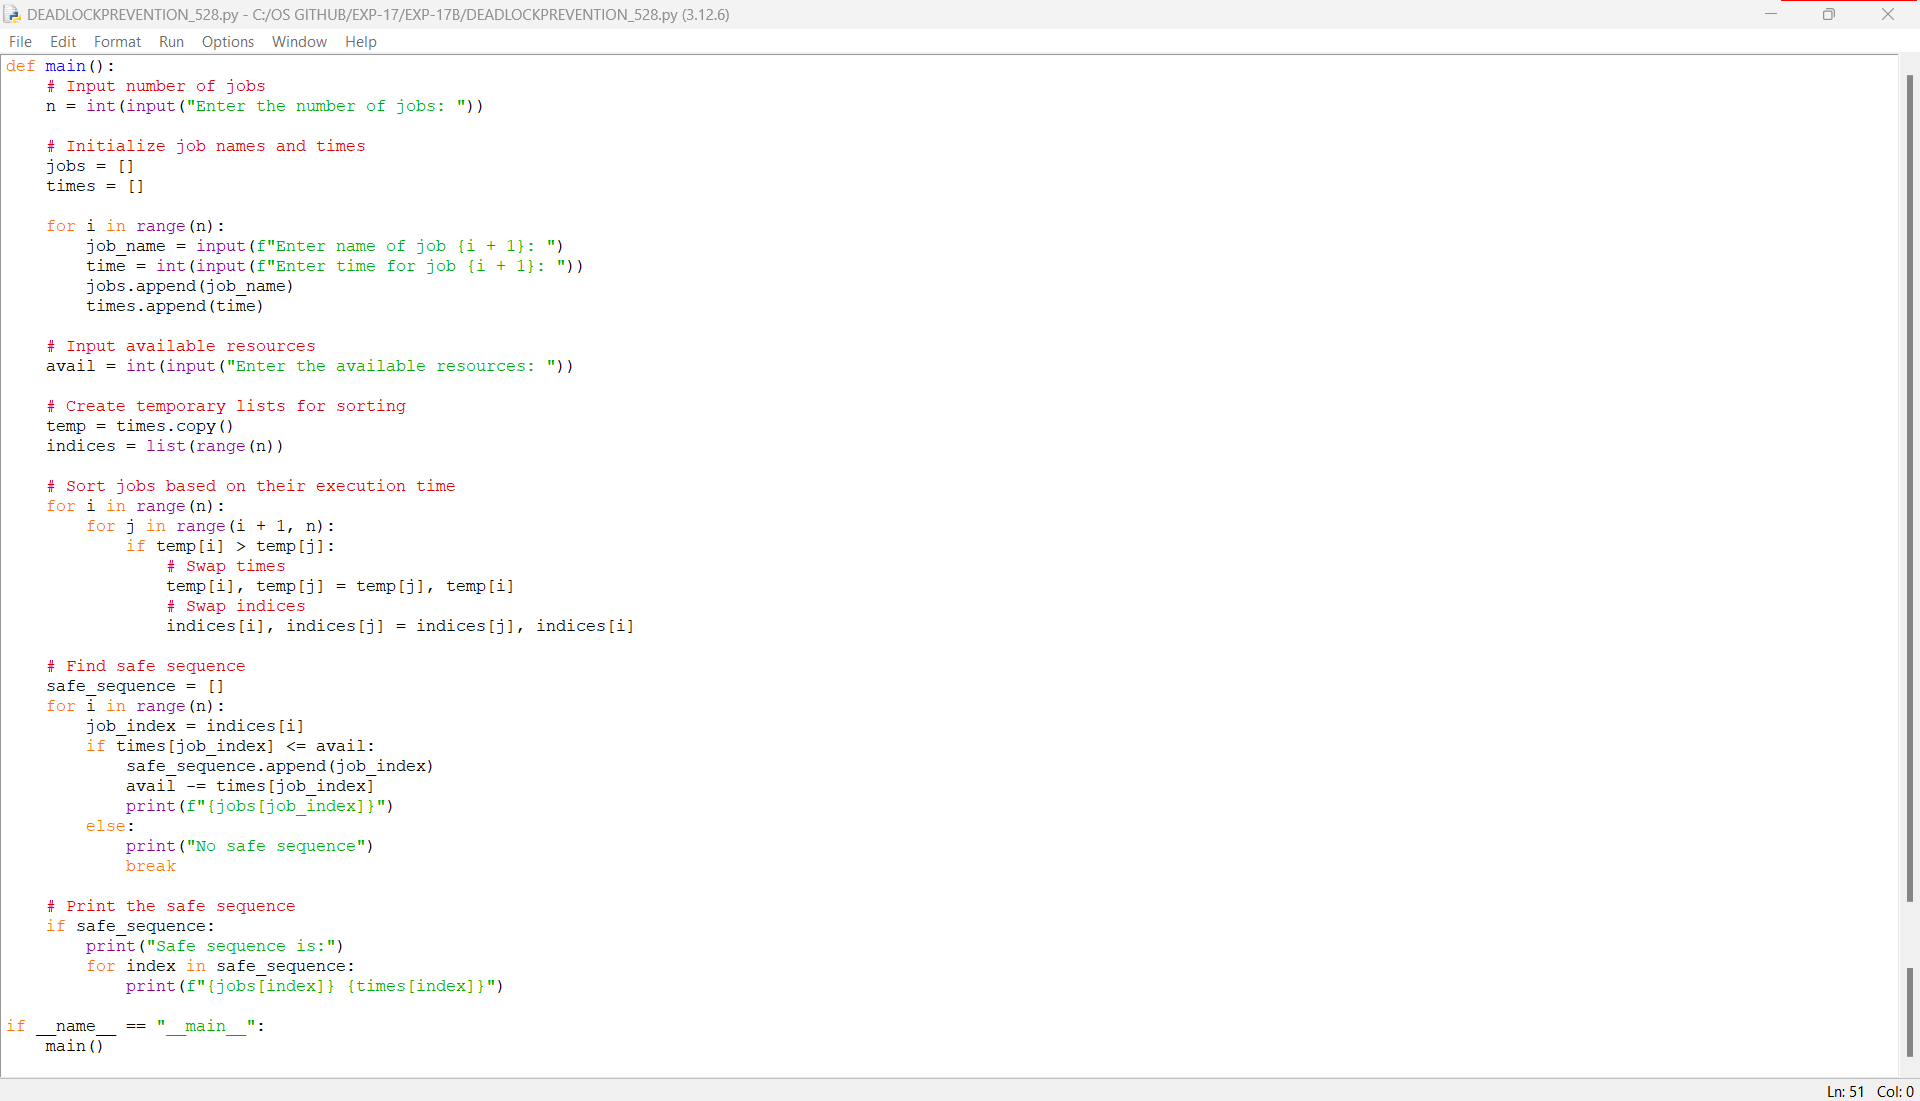 DEADLOCKPREVENTION_528.py - C:/OS GITHUB/EXP-17/EXP-17B/DEADLOCKPREVENTION_528.py (3.12.6)
File Edit Format Run Options Window Help
def main():
    # Input number of jobs
    n = int(input("Enter the number of jobs: "))

    # Initialize job names and times
    jobs = []
    times = []

    for i in range(n):
        job_name = input(f"Enter name of job {i + 1}: ")
        time = int(input(f"Enter time for job {i + 1}: "))
        jobs.append(job_name)
        times.append(time)

    # Input available resources
    avail = int(input("Enter the available resources: "))

    # Create temporary lists for sorting
    temp = times.copy()
    indices = list(range(n))

    # Sort jobs based on their execution time
    for i in range(n):
        for j in range(i + 1, n):
            if temp[i] > temp[j]:
                # Swap times
                temp[i], temp[j] = temp[j], temp[i]
                # Swap indices
                indices[i], indices[j] = indices[j], indices[i]

    # Find safe sequence
    safe_sequence = []
    for i in range(n):
        job_index = indices[i]
        if times[job_index] <= avail:
            safe_sequence.append(job_index)
            avail -= times[job_index]
            print(f"{jobs[job_index]}")
        else:
            print("No safe sequence")
            break

    # Print the safe sequence
    if safe_sequence:
        print("Safe sequence is:")
        for index in safe_sequence:
            print(f"{jobs[index]} {times[index]}")

if __name__ == "__main__":
    main()
Ln: 51 Col: 0